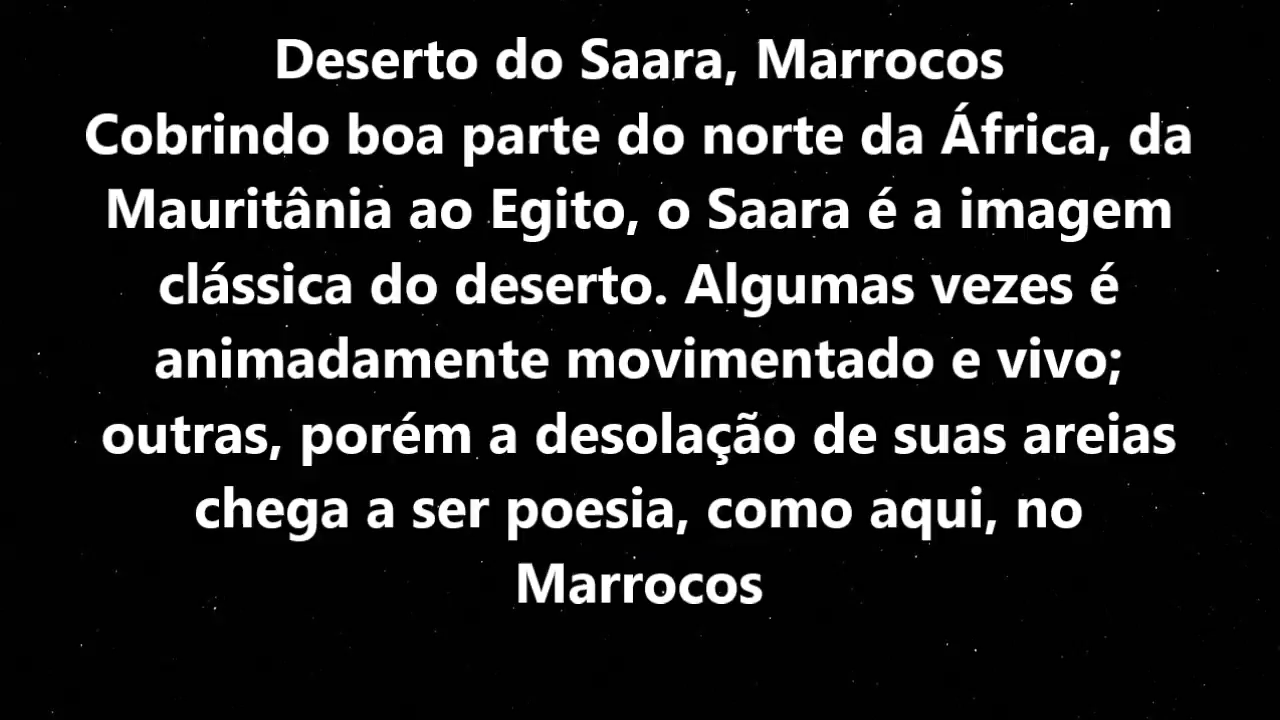 Deserto do Saara, Marrocos
Cobrindo boa parte do norte da África, da
Mauritânia ao Egito, o Saara é a imagem
clássica do deserto. Algumas vezes é
animadamente movimentado e vivo;
outras, porém a desolação de suas areias
chega a ser poesia, como aqui, no
Marrocos